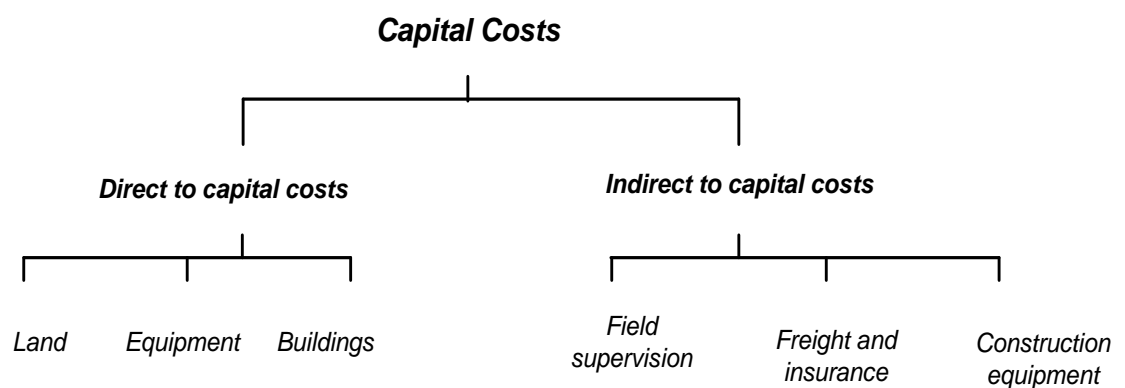 Capital Costs
Direct to capital costs
Indirect to capital costs
Land
Equipment
Buildings
Field
supervision
Freight and
insurance
Construction
equipment